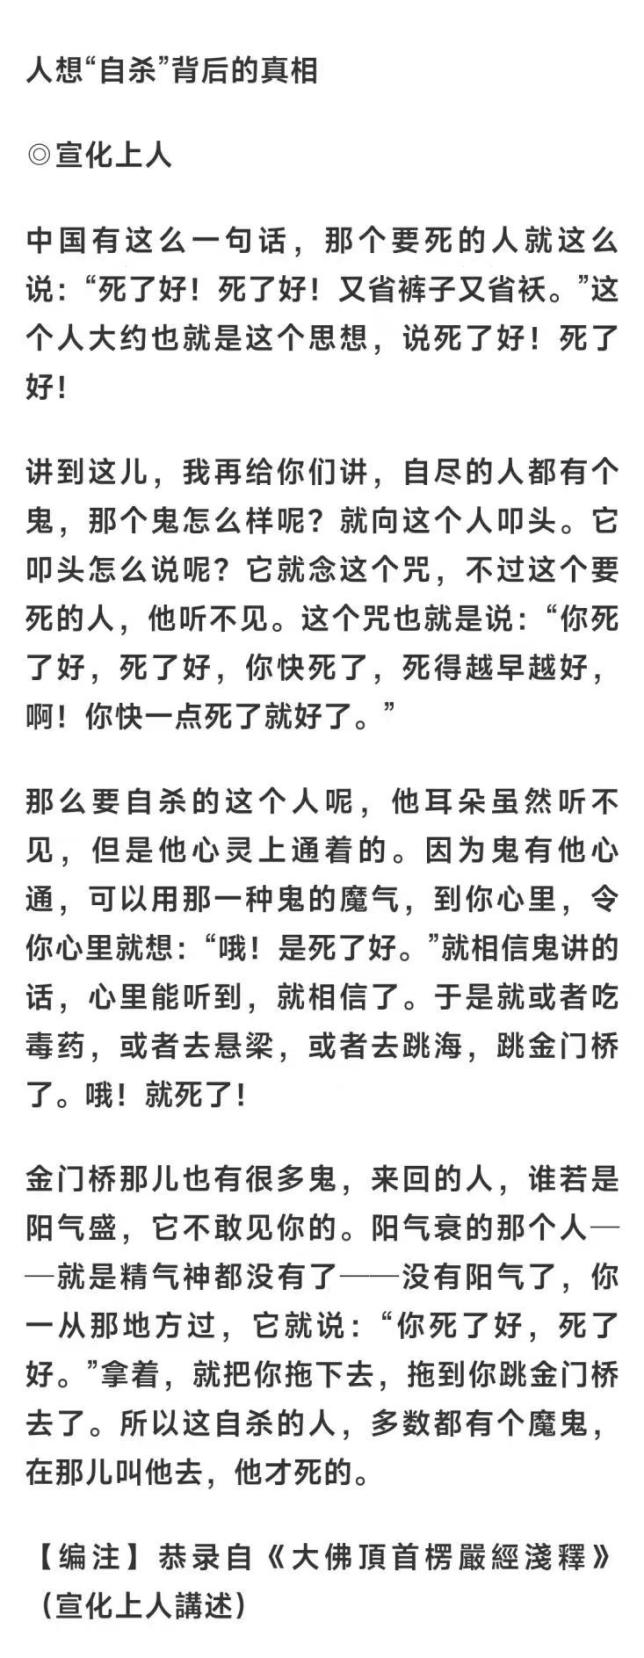 人想“自杀”背后的真相
◎宣化上人
中国有这么一句话，那个要死的人就这么
说：“死了好！死了好！又省裤子又省袄。”这
个人大约也就是这个思想，说死了好！死了
好！
讲到这儿，我再给你们讲，自尽的人都有个
鬼，那个鬼怎么样呢？就向这个人叩头。它
叩头怎么说呢？它就念这个咒，不过这个要
死的人，他听不见。这个咒也就是说：“你死
了好，死了好，你快死了，死得越早越好，
啊！你快一点死了就好了。”
那么要自杀的这个人呢，他耳朵虽然听不
见，但是他心灵上通着的。因为鬼有他心
通，可以用那一种鬼的魔气，到你心里，令
你心里就想：“哦！是死了好。”就相信鬼讲的
话，心里能听到，就相信了。于是就或者吃
毒药，或者去悬梁，或者去跳海，跳金门桥
了。哦！就死了！
金门桥那儿也有很多鬼，来回的人，谁若是
阳气盛，它不敢见你的。阳气衰的那个人—
—就是精气神都没有了——没有阳气了，你
一从那地方过，它就说：“你死了好，死了
好。”拿着，就把你拖下去，拖到你跳金门桥
去了。所以这自杀的人，多数都有个魔鬼，
在那儿叫他去，他才死的。
【编注】恭录自《大佛頂首楞嚴經淺釋》
（宣化上人講述）